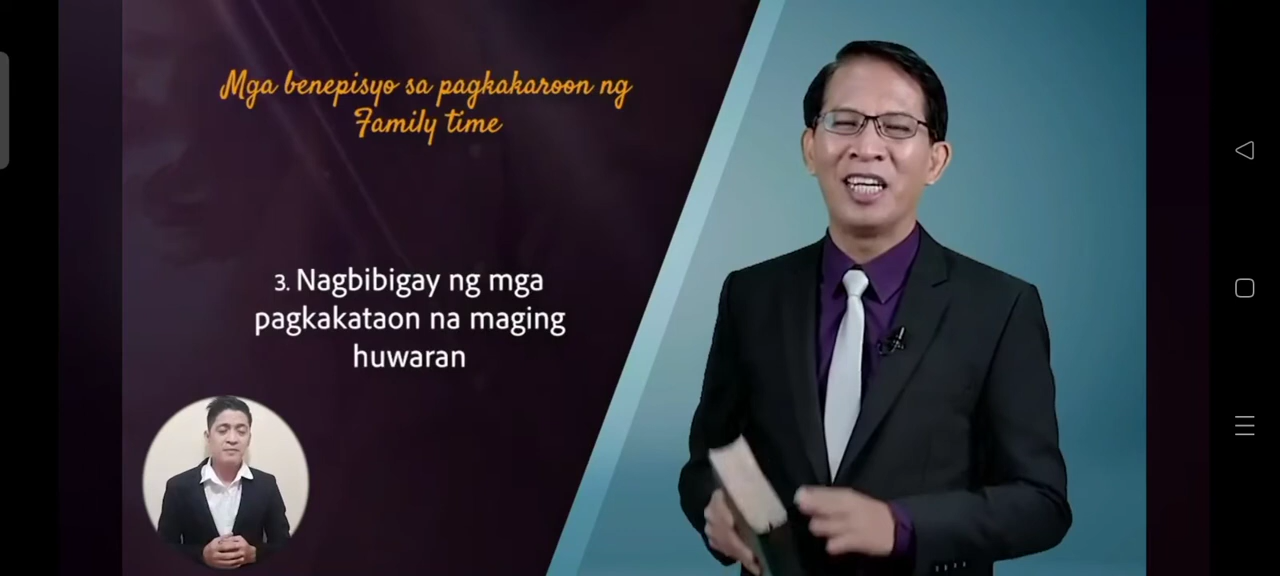 Mga benepisyo sa pagkakaroon ng
Family time
3. Nagbibigay ng mga
pagkakataon na maging
huwaran